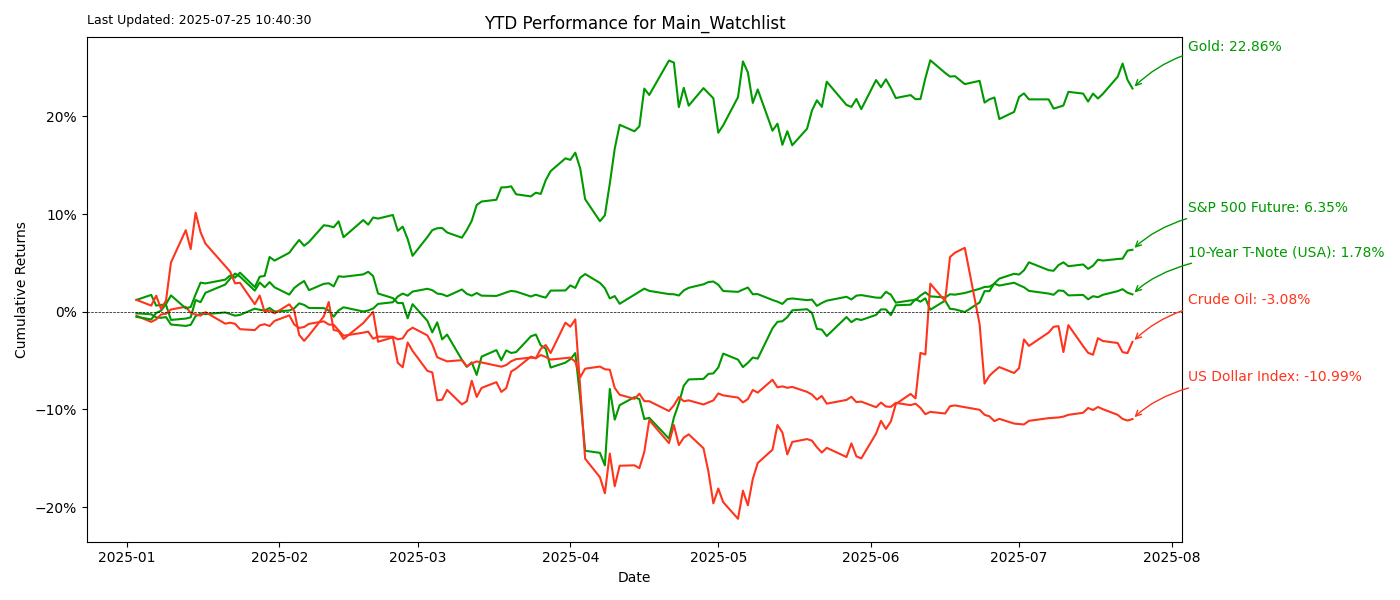 Last Updated: 2025-07-25 10:40:30
YTD Performance for Main_Watchlist
Gold: 22.86%
S&P 500 Future: 6.35%
10-Year T-Note (USA): 1.78%
Crude Oil: -3.08%
US Dollar Index: -10.99%
Cumulative Returns
20%
10%
0%
−10%
−20%
2025-01
2025-02
2025-03
2025-04
2025-05
2025-06
2025-07
2025-08
Date